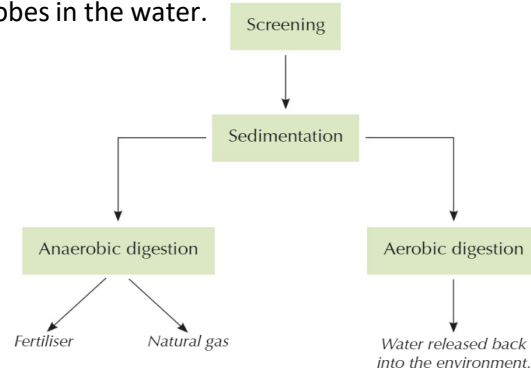 obes in the water.
Screening
Sedimentation
Anaerobic digestion
Aerobic digestion
Fertiliser
Natural gas
Water released back
into the environment.